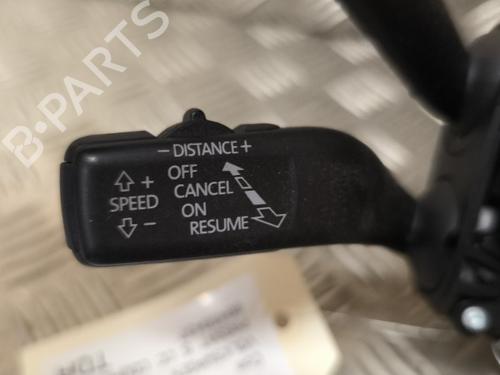 B·PARTS
− DISTANCE +
OFF
+ CANCEL
SPEED ON
− RESUME